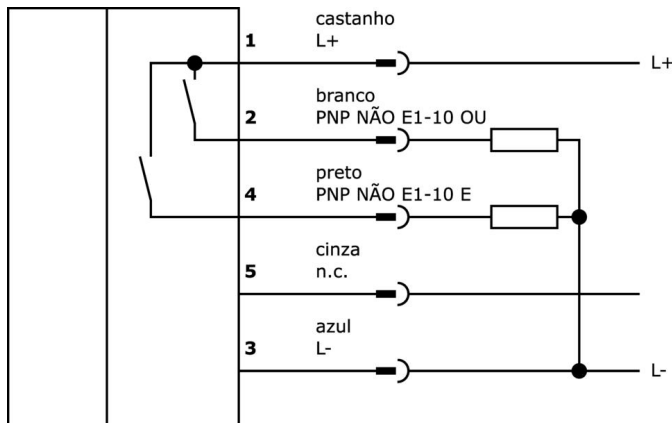 castanho
1 L+ L+
branco
2 PNP NÃO E1-10 OU
preto
4 PNP NÃO E1-10 E
cinza
5 n.c.
azul
3 L- L-